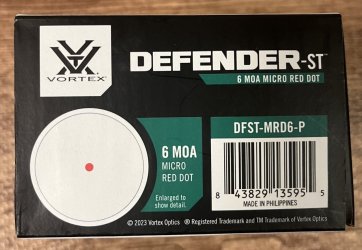 VORTEX
DEFENDER-ST™
6 MOA MICRO RED DOT
6 MOA
MICRO
RED DOT
Enlarged to
show detail.
DFST-MRD6-P
8 43829 13595 5
MADE IN PHILIPPINES
© 2023 Vortex Optics ® Registered Trademark and TM Trademark of Vortex Optics